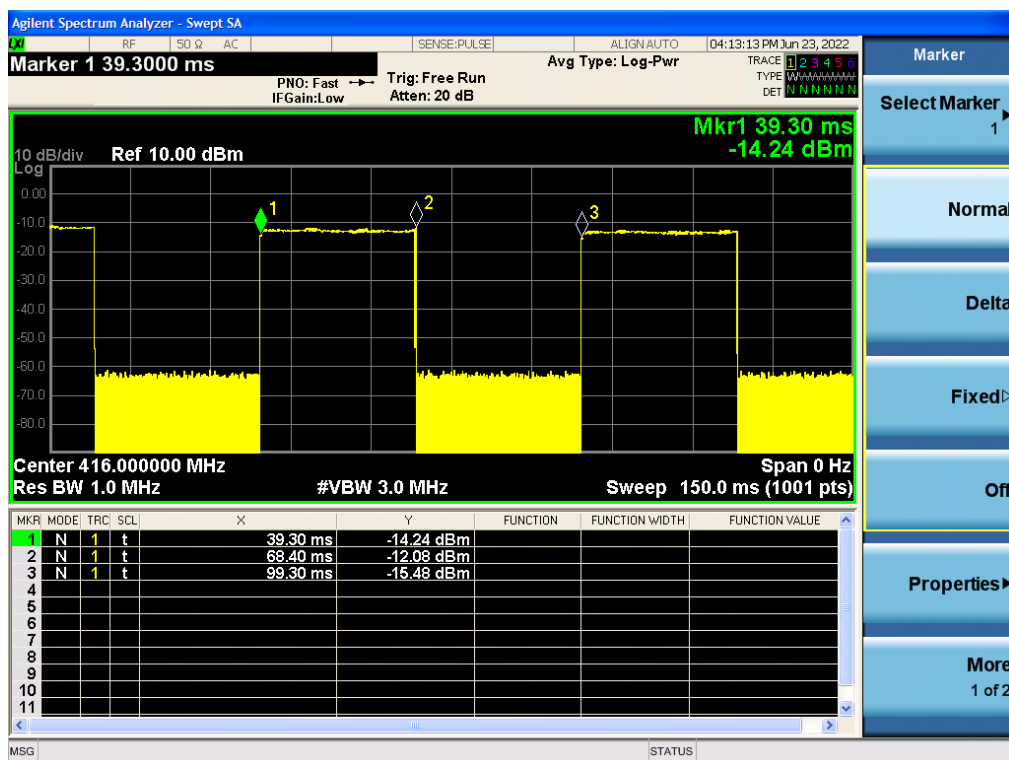 Agilent Spectrum Analyzer - Swept SA
LXI RF 50 Ω AC SENSE:PULSE ALIGN AUTO 04:13:13 PM Jun 23, 2022
Marker 1 39.3000 ms
PNO: Fast
IFGain:Low
Trig: Free Run
Atten: 20 dB
Avg Type: Log-Pwr
TRACE 1 2 3 4 5 6
TYPE WWWWWW
DET N N N N N N
Mkr1 39.30 ms
-14.24 dBm
10 dB/div Ref 10.00 dBm
Log
0.00
-10.0
-20.0
-30.0
-40.0
-50.0
-60.0
-70.0
-80.0
1
2
3
Center 416.000000 MHz Span 0 Hz
Res BW 1.0 MHz #VBW 3.0 MHz Sweep 150.0 ms (1001 pts)
MKR MODE TRC SCL X Y FUNCTION FUNCTION WIDTH FUNCTION VALUE
1 N 1 t 39.30 ms -14.24 dBm
2 N 1 t 68.40 ms -12.08 dBm
3 N 1 t 99.30 ms -15.48 dBm
4
5
6
7
8
9
10
11
MSG STATUS
Marker
Select Marker
1
Normal
Delta
Fixed
Off
Properties
More
1 of 2